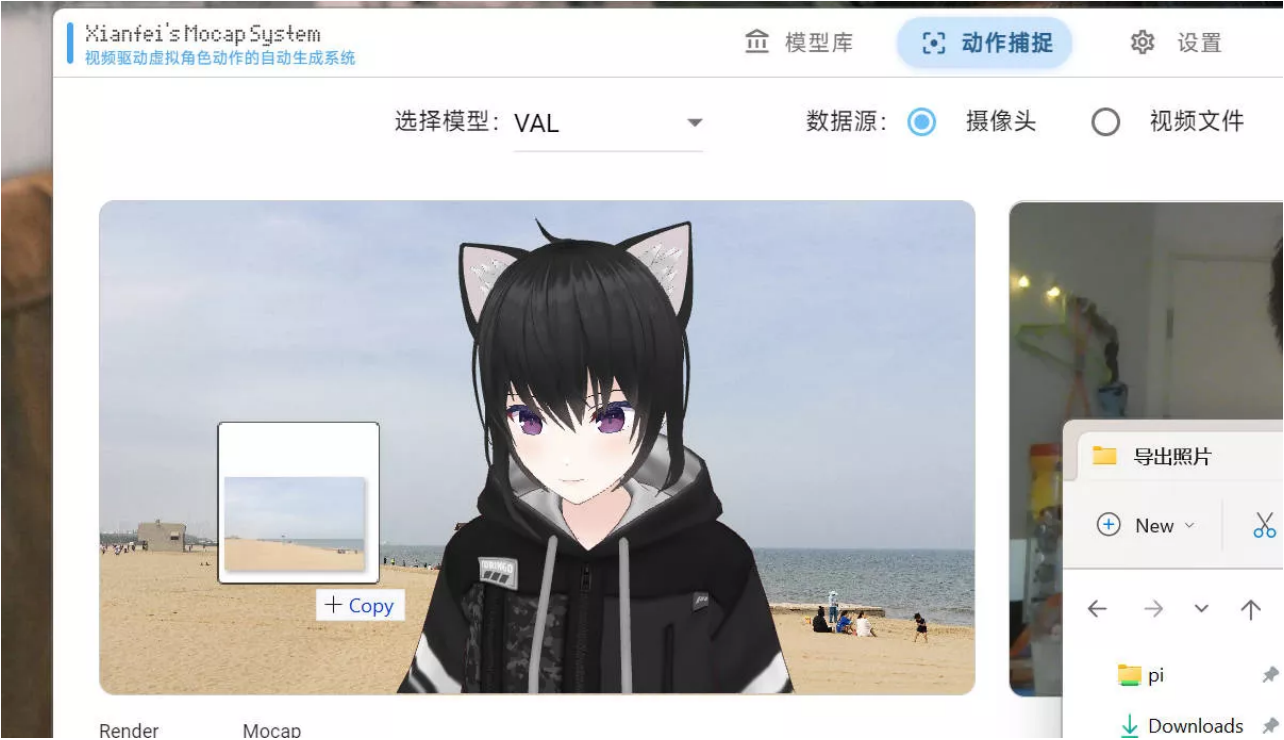 Xianfei's Mocap System
视频驱动虚拟角色动作的自动生成系统
模型库
动作捕捉
设置
选择模型: VAL
数据源: 摄像头 视频文件
+ Copy
导出照片
New
pi
Downloads
Render Mocap